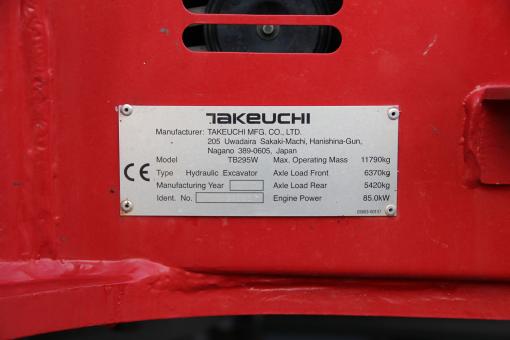 TAKEUCHI
Manufacturer: TAKEUCHI MFG. CO., LTD.
205 Uwadaira Sakaki-Machi, Hanishina-Gun,
Nagano 389-0605, Japan
Model TB295W Max. Operating Mass 11790kg
CE Type Hydraulic Excavator Axle Load Front 6370kg
Manufacturing Year Axle Load Rear 5420kg
Ident. No. Engine Power 85.0kW